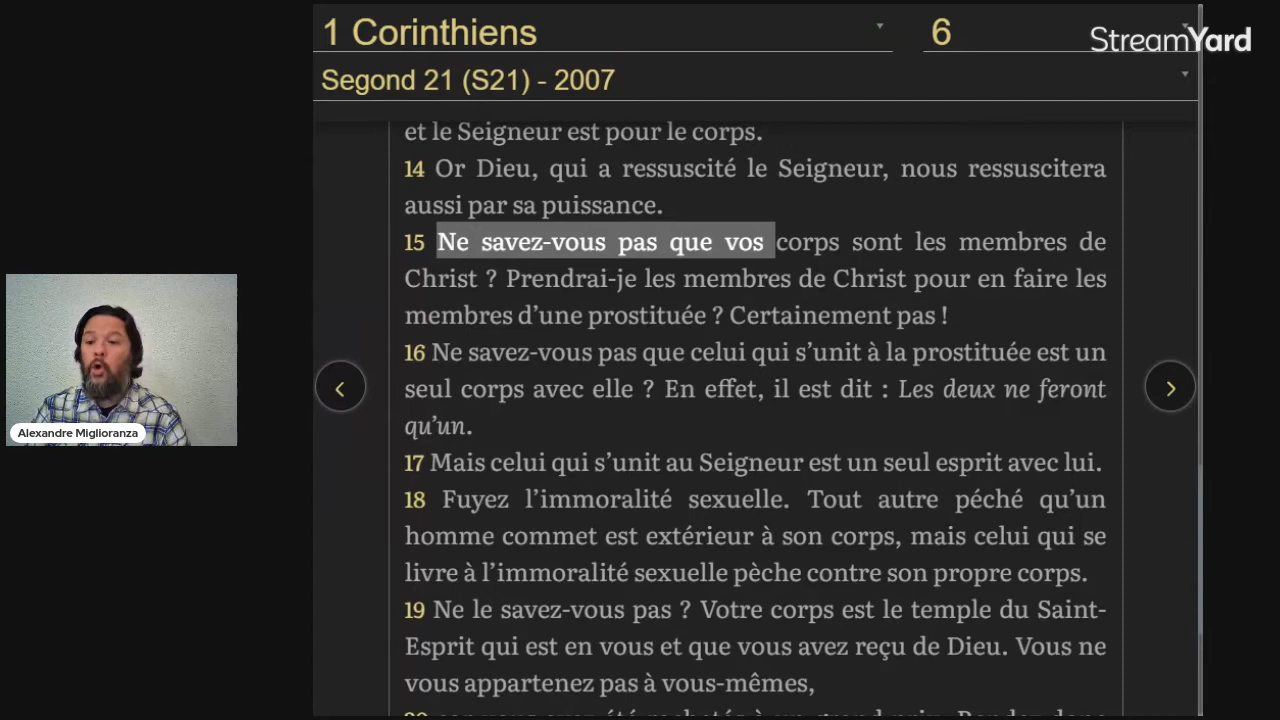 1 Corinthiens
6
StreamYard
Segond 21 (S21) - 2007
et le Seigneur est pour le corps.
14 Or Dieu, qui a ressuscité le Seigneur, nous ressuscitera
aussi par sa puissance.
15 Ne savez-vous pas que vos corps sont les membres de
Christ ? Prendrai-je les membres de Christ pour en faire les
membres d’une prostituée ? Certainement pas !
16 Ne savez-vous pas que celui qui s’unit à la prostituée est un
seul corps avec elle ? En effet, il est dit : Les deux ne feront
qu’un.
17 Mais celui qui s’unit au Seigneur est un seul esprit avec lui.
18 Fuyez l’immoralité sexuelle. Tout autre péché qu’un
homme commet est extérieur à son corps, mais celui qui se
livre à l’immoralité sexuelle pèche contre son propre corps.
19 Ne le savez-vous pas ? Votre corps est le temple du Saint-
Esprit qui est en vous et que vous avez reçu de Dieu. Vous ne
vous appartenez pas à vous-mêmes,
Alexandre Miglioranza